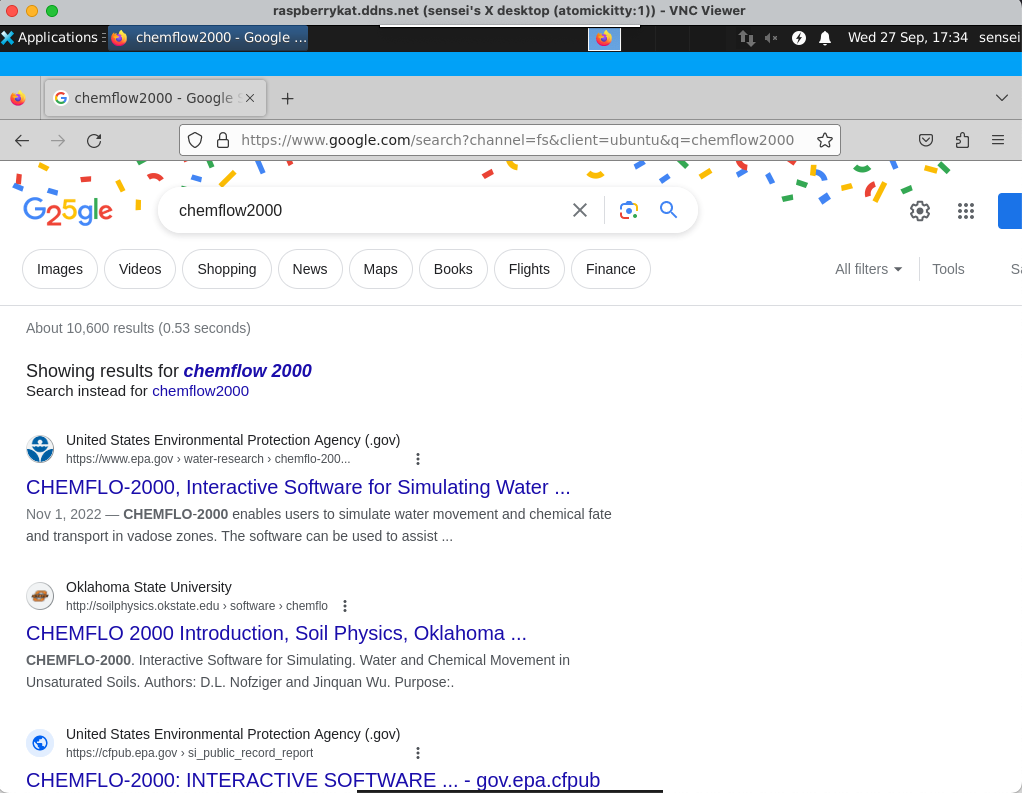 raspberrykat.ddns.net (sensei's X desktop (atomickitty:1)) - VNC Viewer
Applications chemflow2000 - Google ... Wed 27 Sep, 17:34 sensei
chemflow2000 - Google
https://www.google.com/search?channel=fs&client=ubuntu&q=chemflow2000
G25gle chemflow2000
Images Videos Shopping News Maps Books Flights Finance All filters Tools
About 10,600 results (0.53 seconds)
Showing results for chemflow 2000
Search instead for chemflow2000
United States Environmental Protection Agency (.gov)
https://www.epa.gov › water-research › chemflo-200...
CHEMFLO-2000, Interactive Software for Simulating Water ...
Nov 1, 2022 — CHEMFLO-2000 enables users to simulate water movement and chemical fate
and transport in vadose zones. The software can be used to assist ...
Oklahoma State University
http://soilphysics.okstate.edu › software › chemflo
CHEMFLO 2000 Introduction, Soil Physics, Oklahoma ...
CHEMFLO-2000. Interactive Software for Simulating. Water and Chemical Movement in
Unsaturated Soils. Authors: D.L. Nofziger and Jinquan Wu. Purpose:.
United States Environmental Protection Agency (.gov)
https://cfpub.epa.gov › si_public_record_report
CHEMFLO-2000: INTERACTIVE SOFTWARE ... - gov.epa.cfpub